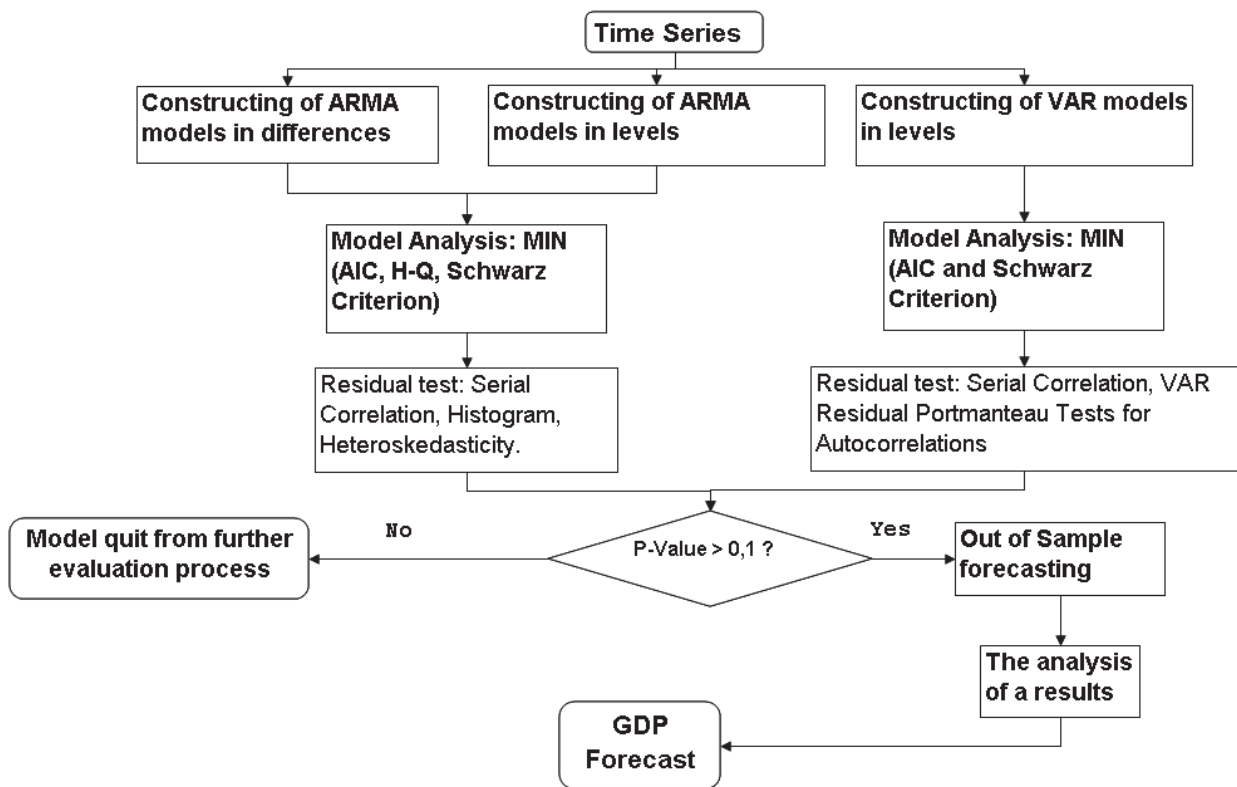 Time Series
Constructing of ARMA
models in differences
Constructing of ARMA
models in levels
Constructing of VAR models
in levels
Model Analysis: MIN
(AIC, H-Q, Schwarz
Criterion)
Model Analysis: MIN
(AIC and Schwarz
Criterion)
Residual test: Serial
Correlation, Histogram,
Heteroskedasticity.
Residual test: Serial Correlation, VAR
Residual Portmanteau Tests for
Autocorrelations
Model quit from further
evaluation process
No
P-Value > 0,1 ?
Yes
Out of Sample
forecasting
The analysis
of a results
GDP
Forecast